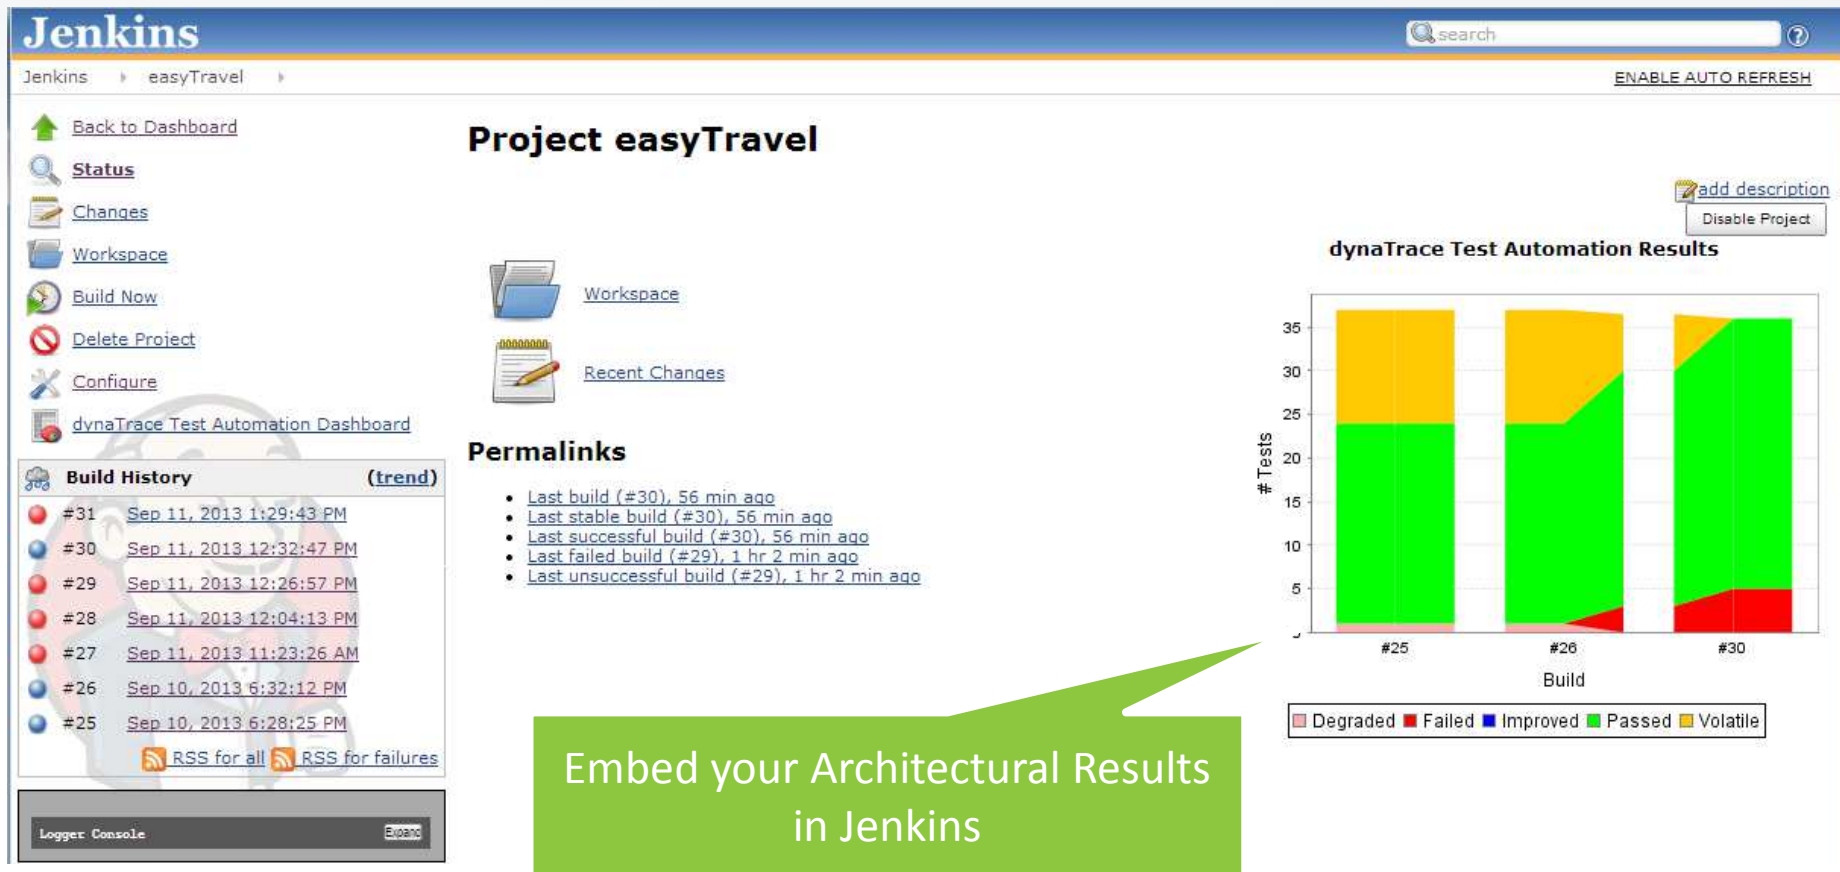 Jenkins
search
Jenkins easyTravel
ENABLE AUTO REFRESH
Back to Dashboard
Status
Changes
Workspace
Build Now
Delete Project
Configure
dynaTrace Test Automation Dashboard
Build History (trend)
#31 Sep 11, 2013 1:29:43 PM
#30 Sep 11, 2013 12:32:47 PM
#29 Sep 11, 2013 12:26:57 PM
#28 Sep 11, 2013 12:04:13 PM
#27 Sep 11, 2013 11:23:26 AM
#26 Sep 10, 2013 6:32:12 PM
#25 Sep 10, 2013 6:28:25 PM
RSS for all RSS for failures
Logger Console Expand
Project easyTravel
add description
Disable Project
Workspace
Recent Changes
Permalinks
Last build (#30), 56 min ago
Last stable build (#30), 56 min ago
Last successful build (#30), 56 min ago
Last failed build (#29), 1 hr 2 min ago
Last unsuccessful build (#29), 1 hr 2 min ago
dynaTrace Test Automation Results
35
30
25
20
15
10
5
# Tests
#25 #26 #30
Build
Degraded Failed Improved Passed Volatile
Embed your Architectural Results
in Jenkins